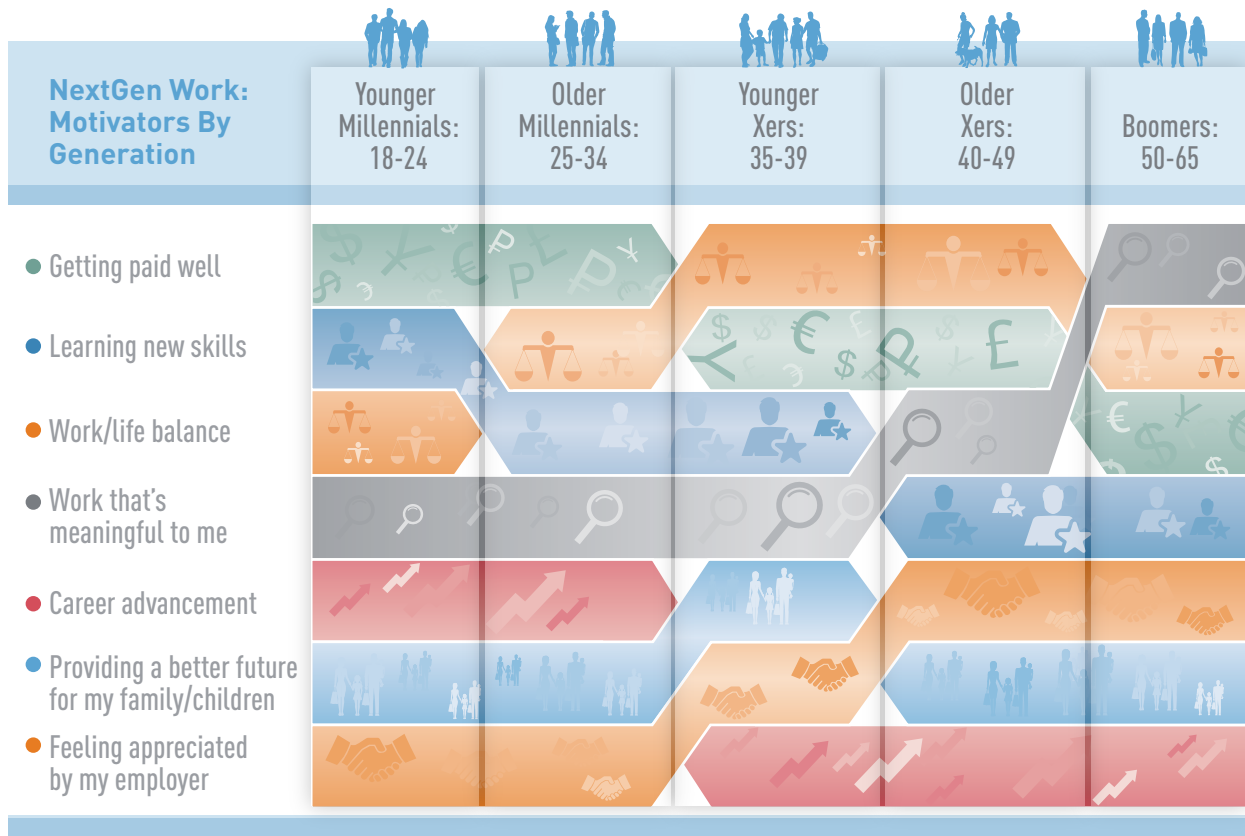 NextGen Work:
Motivators By
Generation
Younger
Millennials:
18-24
Older
Millennials:
25-34
Younger
Xers:
35-39
Older
Xers:
40-49
Boomers:
50-65
Getting paid well
Learning new skills
Work/life balance
Work that's
meaningful to me
Career advancement
Providing a better future
for my family/children
Feeling appreciated
by my employer